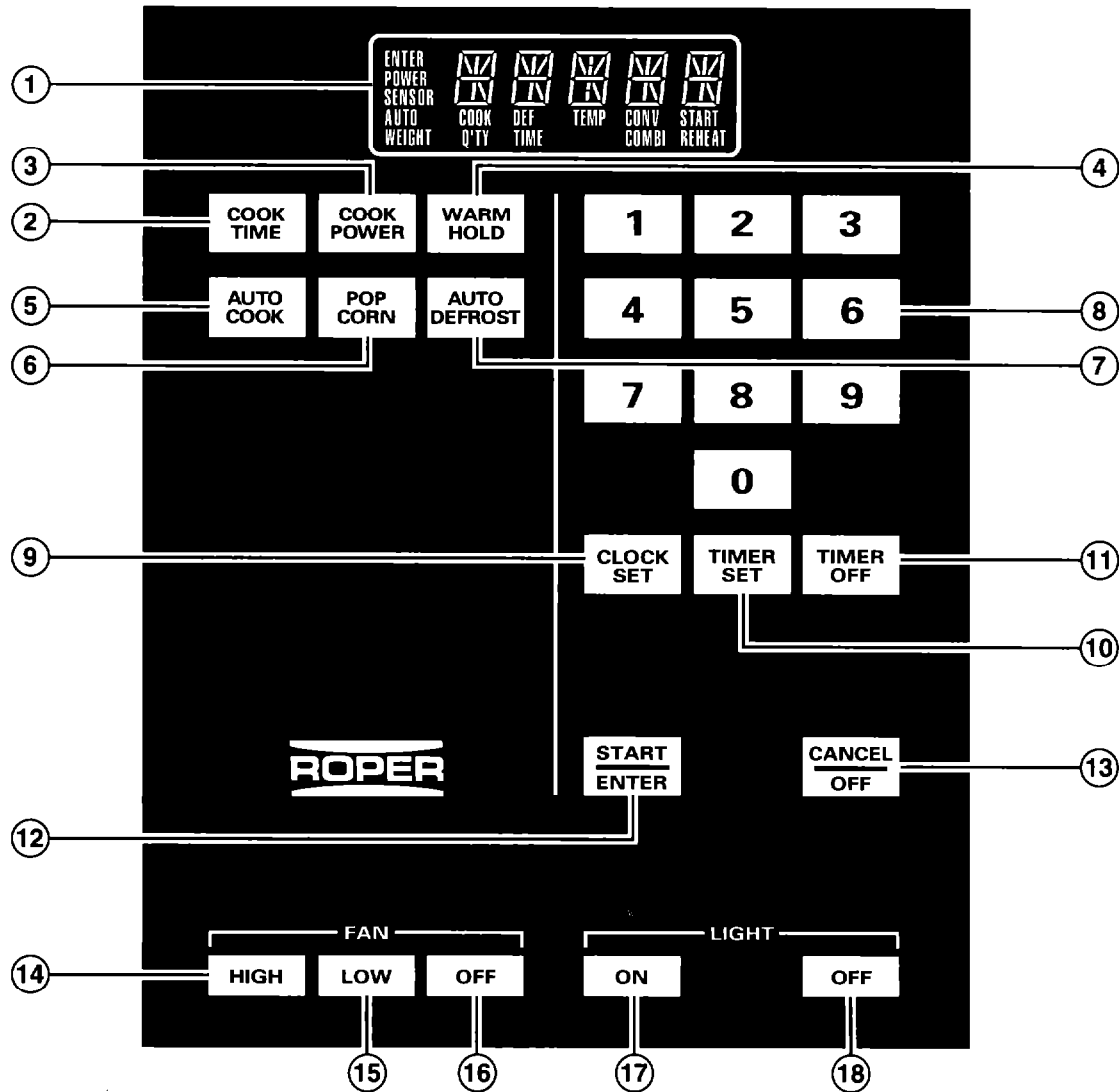 ENTER
POWER
SENSOR
AUTO COOK DEF TEMP CONV START
WEIGHT Q'TY TIME COMBI REHEAT
1
3
4
2
COOK TIME
COOK POWER
WARM HOLD
1 2 3
5
AUTO COOK
POP CORN
AUTO DEFROST
4 5 6
8
6
7
7 8 9
0
9
CLOCK SET
TIMER SET
TIMER OFF
11
10
ROPER
START
ENTER
CANCEL
OFF
13
12
FAN
LIGHT
14
HIGH LOW OFF
ON OFF
15 16 17 18